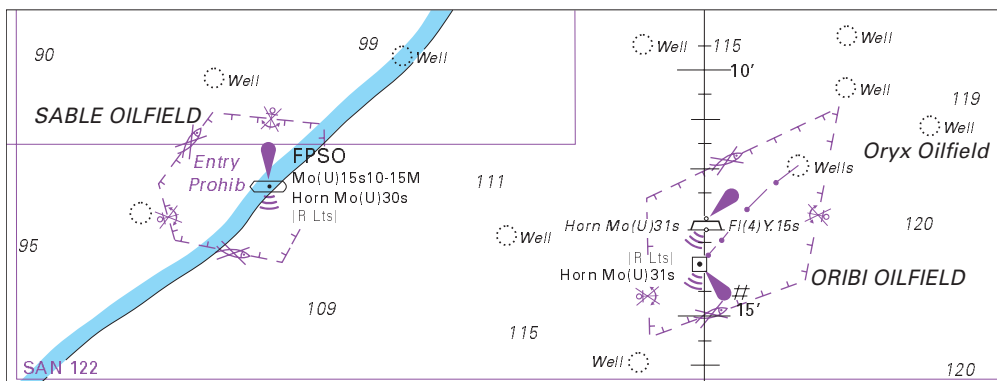 90
99
Well
Well
SABLE OILFIELD
Entry
Prohib
FPSO
Mo(U)15s10-15M
Horn Mo(U)30s
(R Lts)
95
Well
109
111
Well
115
SAN 122
Well
115
10'
Well
Well
119
Well
Oryx Oilfield
Wells
Horn Mo(U)31s
Fl(4)Y.15s
120
(R Lts)
Horn Mo(U)31s
ORIBI OILFIELD
#
15'
Well
120